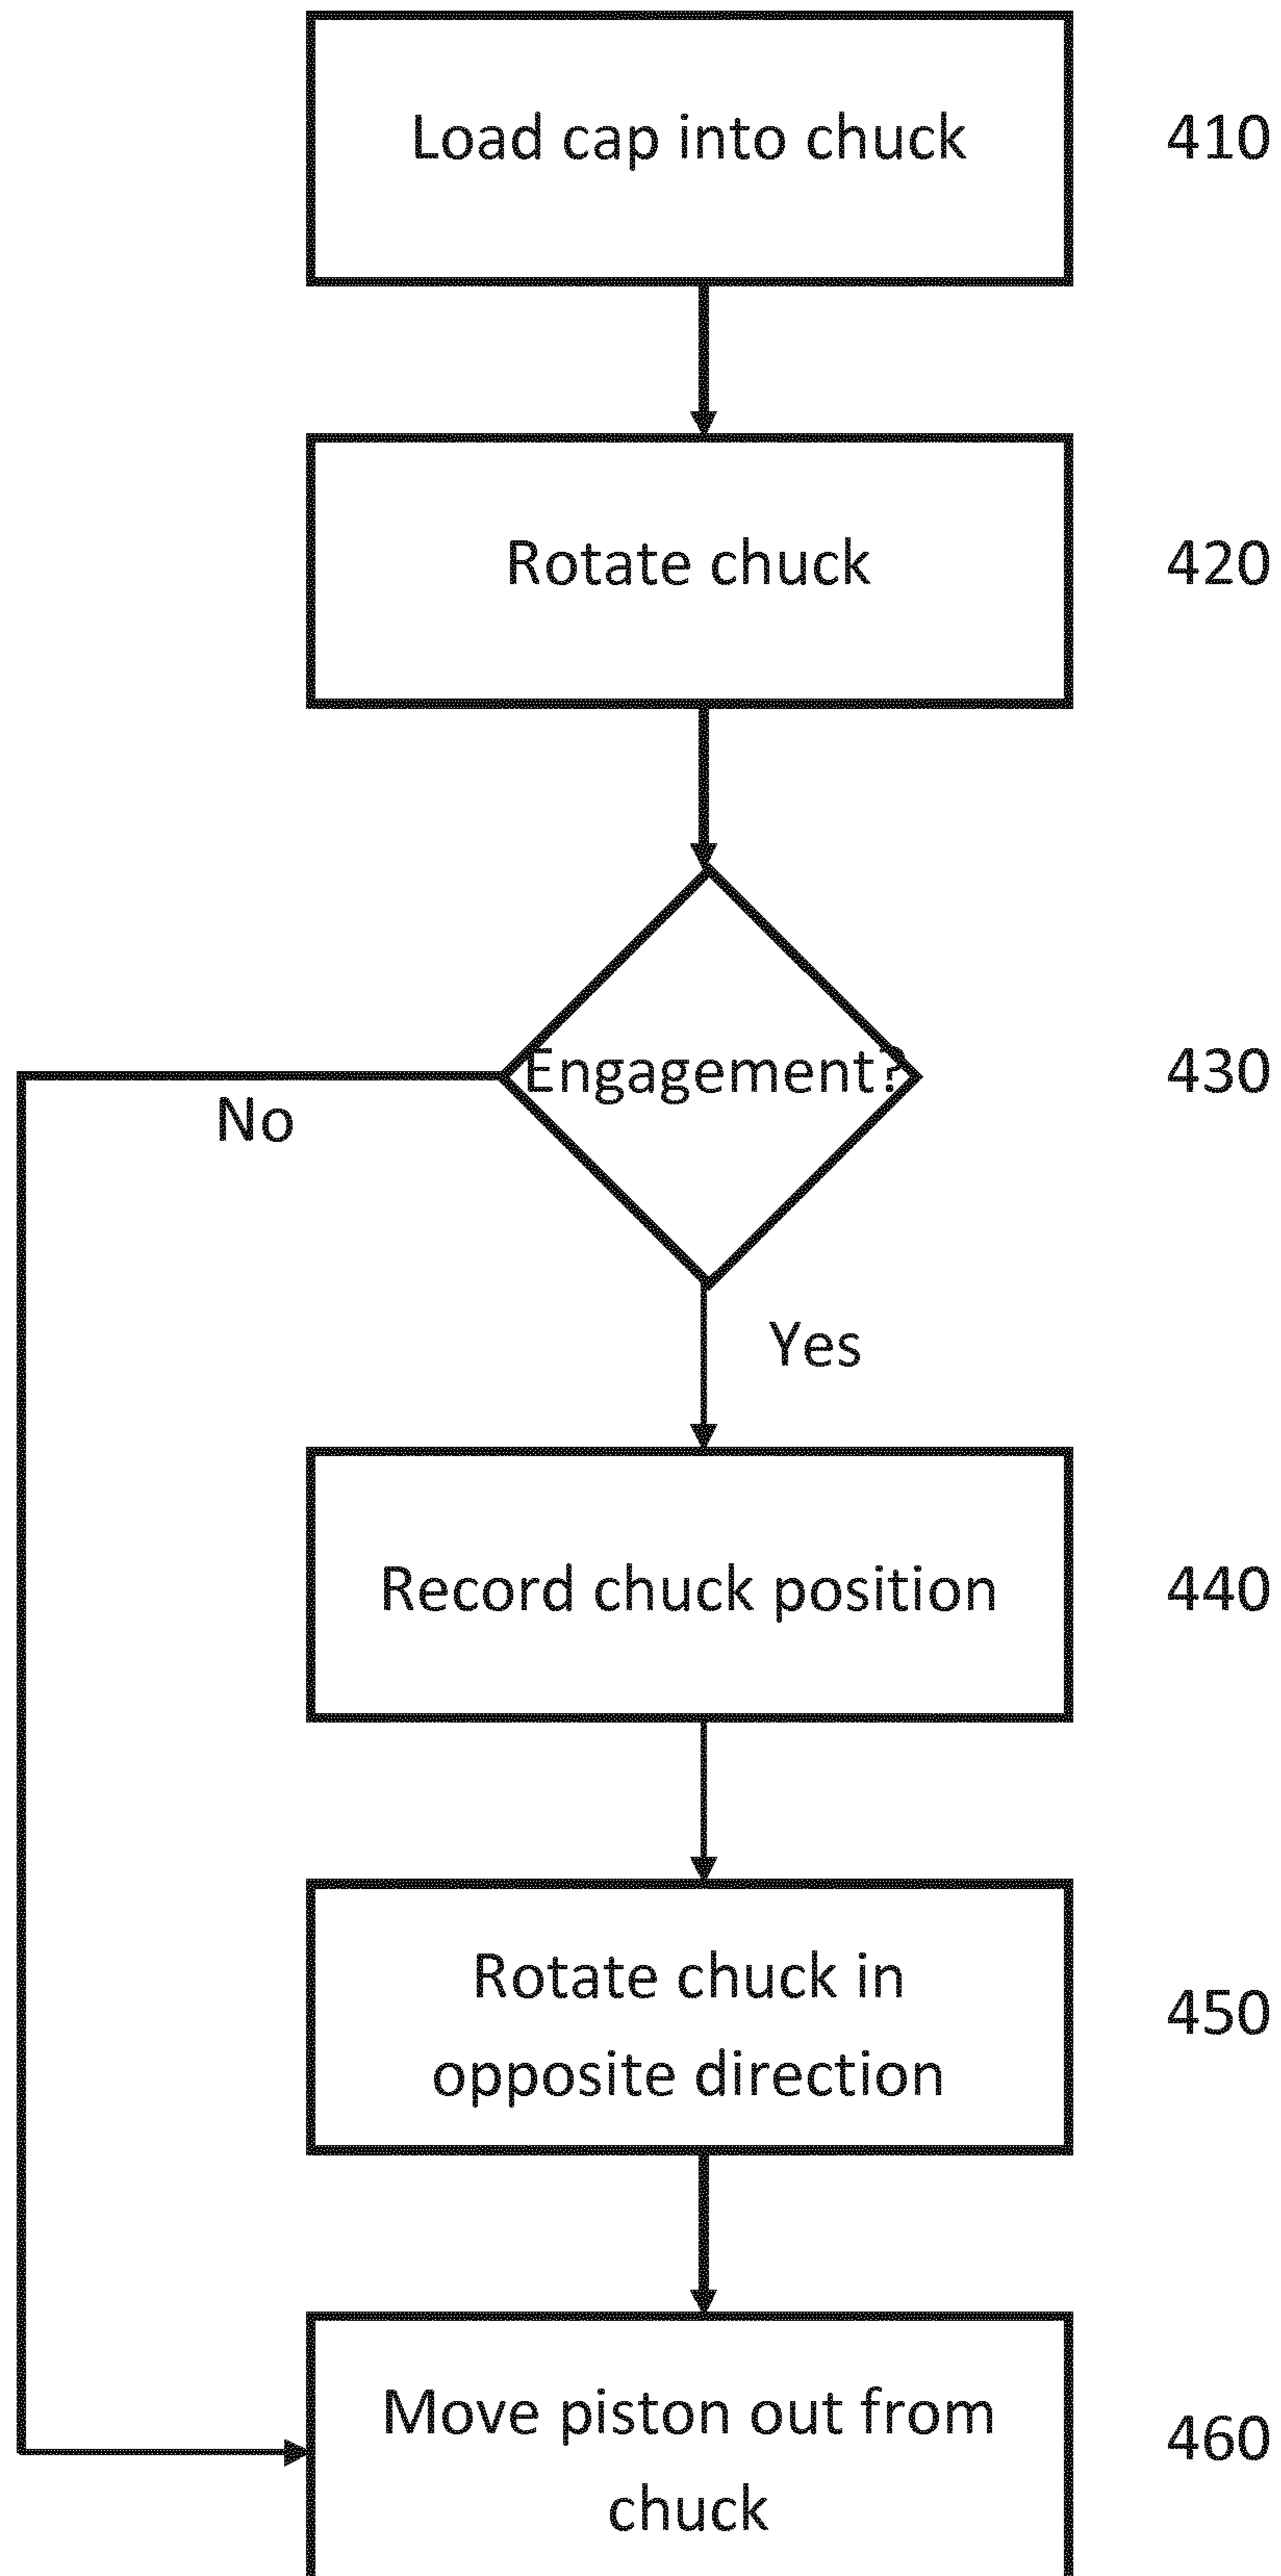 Load cap into chuck
410
Rotate chuck
420
Engagement?
430
No
Yes
Record chuck position
440
Rotate chuck in
opposite direction
450
Move piston out from
chuck
460